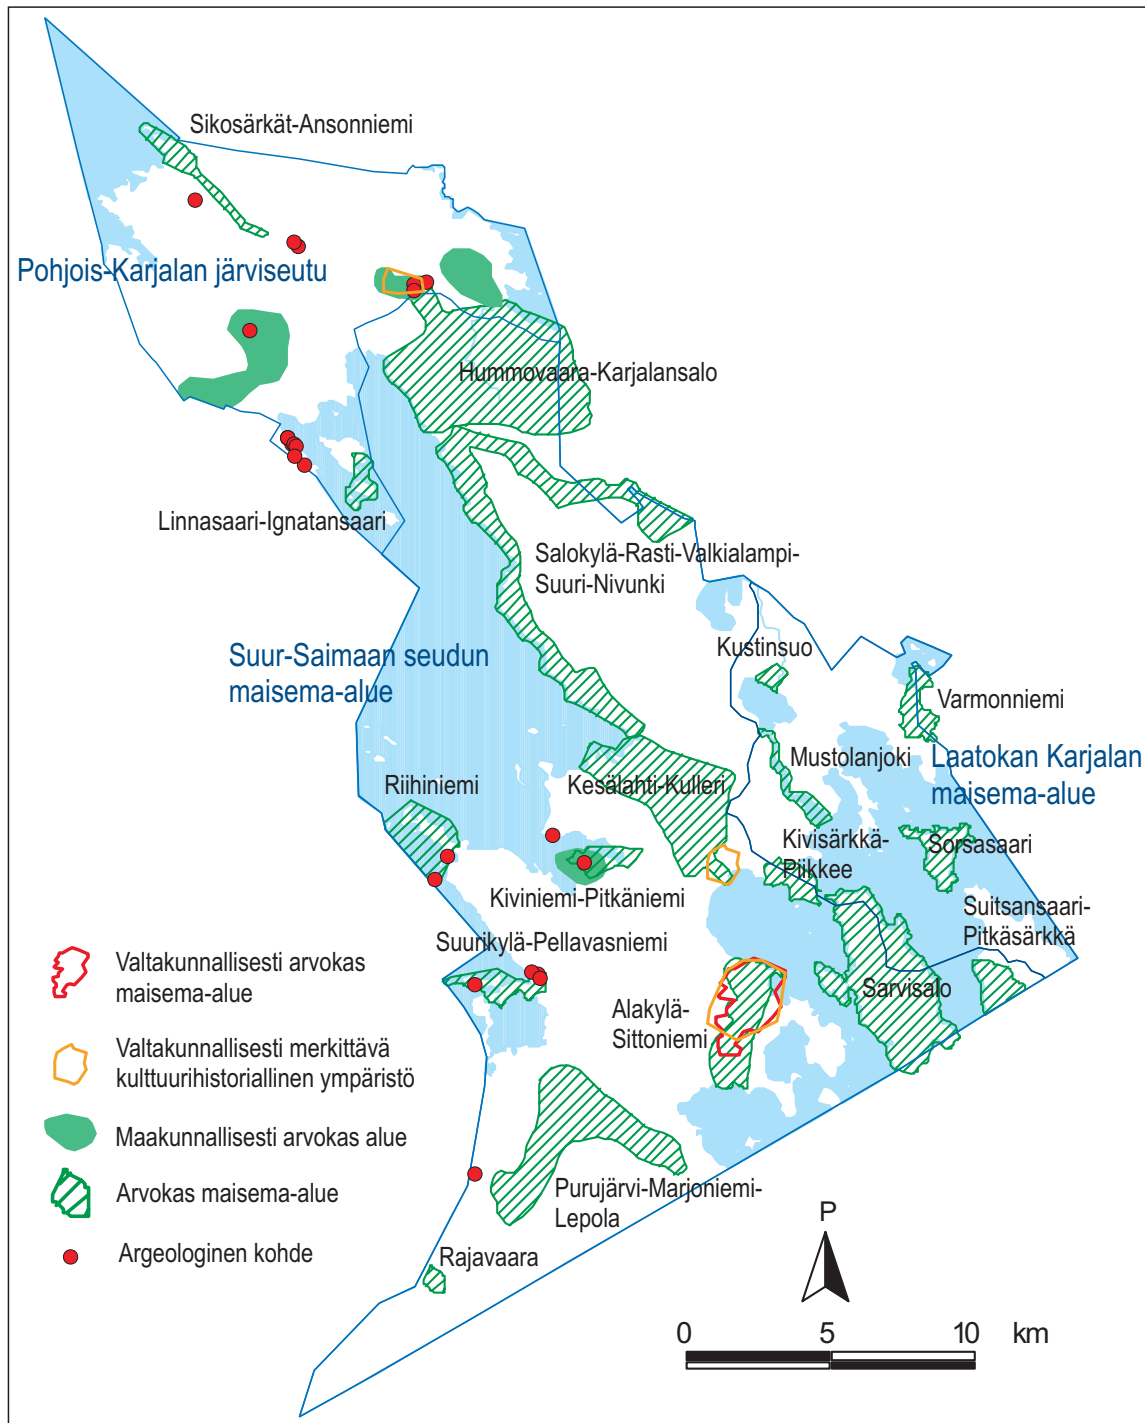 Sikosärkät-Ansonniemi
Pohjois-Karjalan järviseutu
Hummovaara-Karjalansalo
Linnasaari-Ignatansaari
Salokylä-Rasti-Valkialampi-
Suuri-Nivunki
Suur-Saimaan seudun
maisema-alue
Kustinsuo
Varmonniemi
Mustolanjoki
Laatokan Karjalan
maisema-alue
Riihiniemi
Kesälahti-Kulleri
Kivisärkkä-
Piikkee
Sorsasaari
Kiviniemi-Pitkäniemi
Suitsansaari-
Pitkäsärkkä
Suurikylä-Pellavasniemi
Sarvisalo
Alakylä-
Sittoniemi
Valtakunnallisesti arvokas
maisema-alue
Valtakunnallisesti merkittävä
kulttuurihistoriallinen ympäristö
Maakunnallisesti arvokas alue
Arvokas maisema-alue
Argeologinen kohde
Purujärvi-Marjoniemi-
Lepola
Rajavaara
P
0 5 10 km